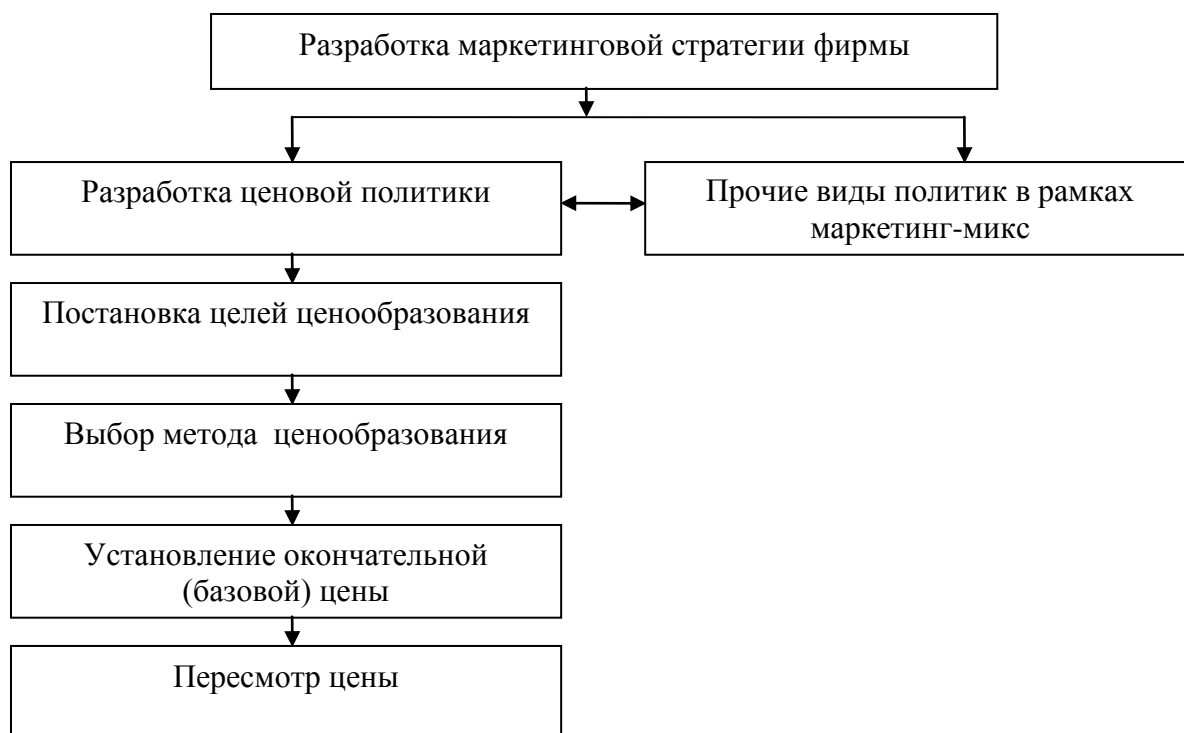 Разработка маркетинговой стратегии фирмы
Разработка ценовой политики
Прочие виды политик в рамках
маркетинг-микс
Постановка целей ценообразования
Выбор метода ценообразования
Установление окончательной
(базовой) цены
Пересмотр цены